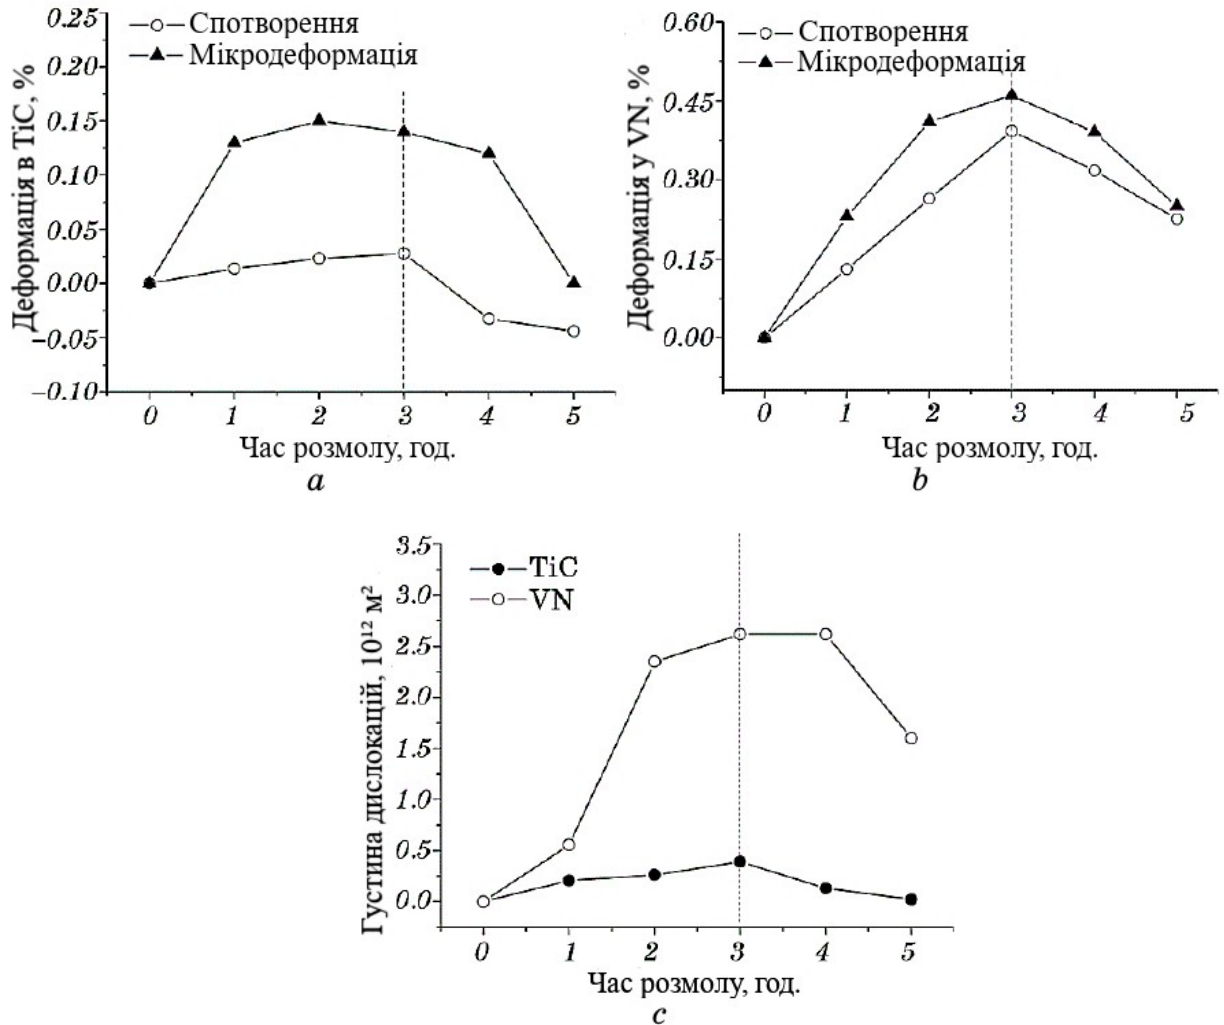 0.25
Спотворення
Мікродеформація
0.20
0.15
0.10
0.05
0.00
–0.05
–0.10
Деформація в TiC, %
0 1 2 3 4 5
Час розмолу, год.
a
0.60
Спотворення
Мікродеформація
0.45
0.30
0.15
0.00
Деформація у VN, %
0 1 2 3 4 5
Час розмолу, год.
b
3.5
TiC
3.0
VN
2.5
2.0
1.5
1.0
0.5
0.0
Густина дислокацій, 10¹² м²
0 1 2 3 4 5
Час розмолу, год.
c